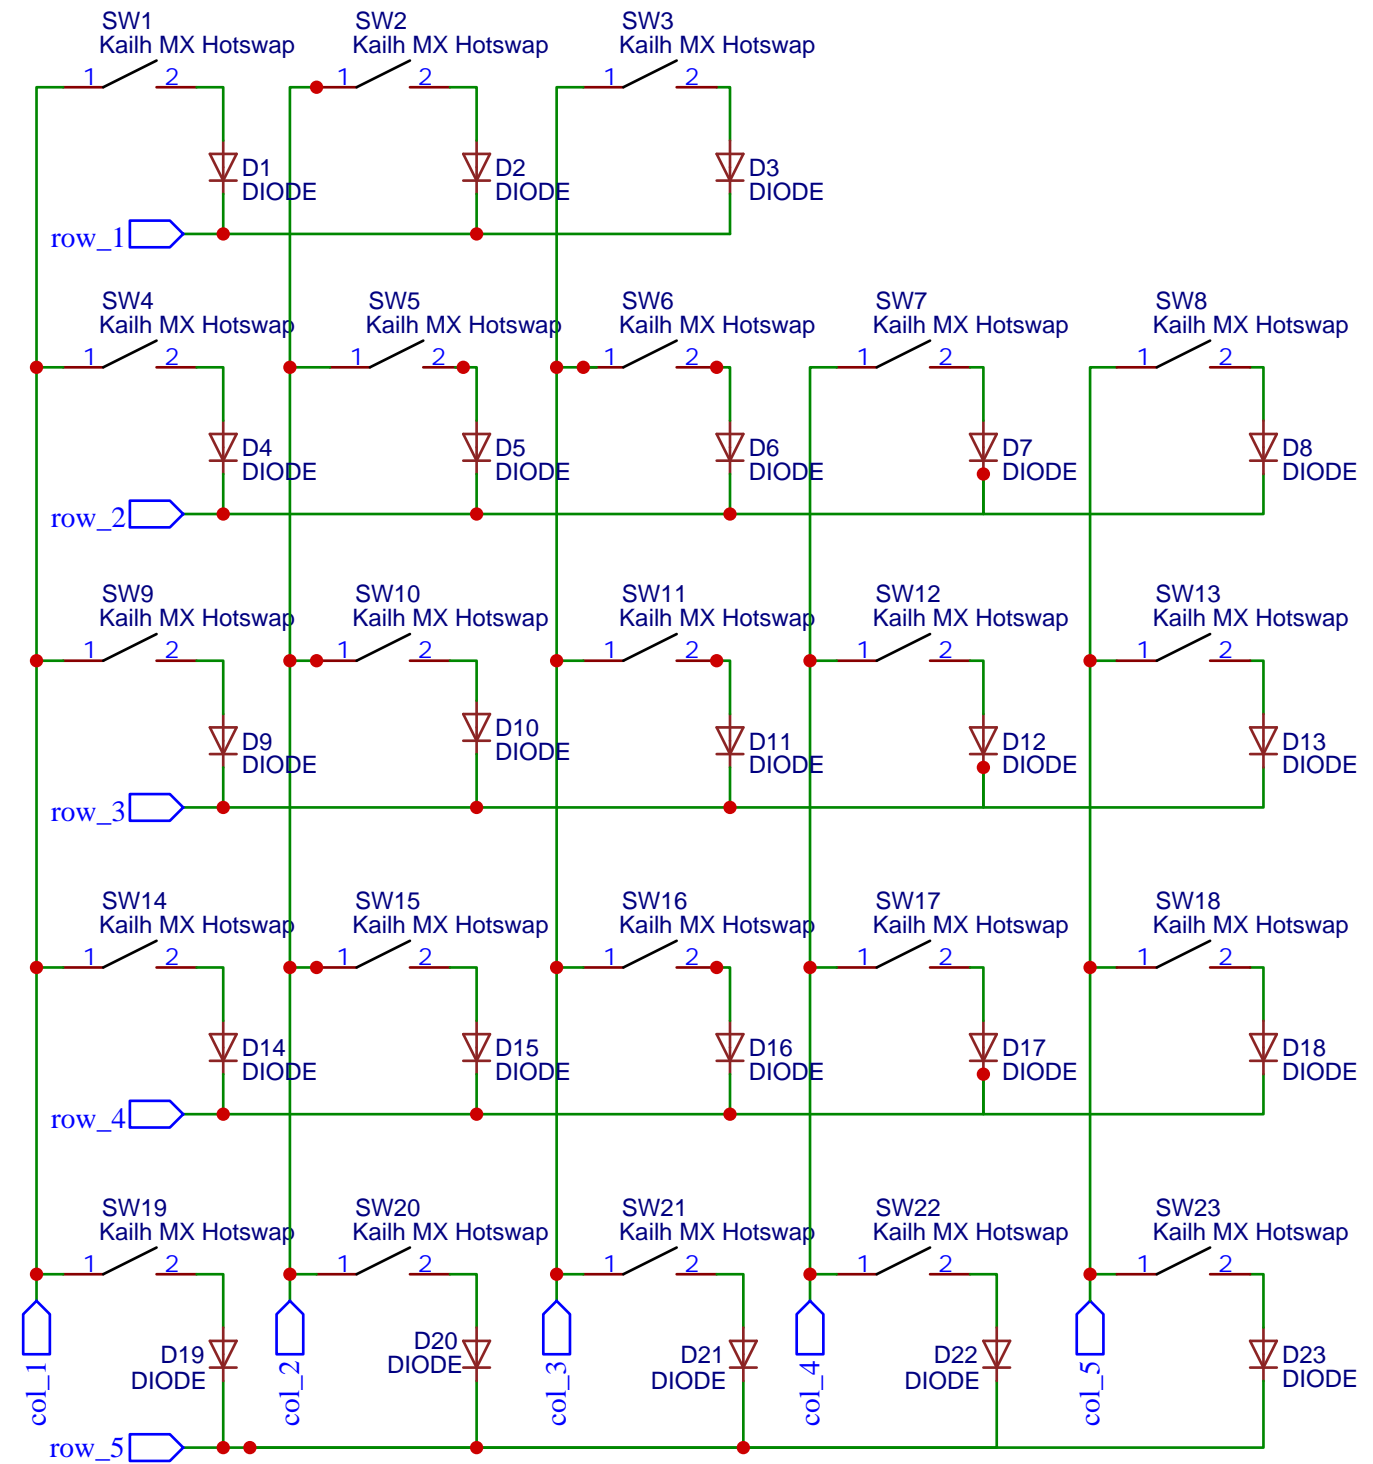 SW1
Kailh MX Hotswap
1 2
SW2
Kailh MX Hotswap
1 2
SW3
Kailh MX Hotswap
1 2
D1
DIODE
D2
DIODE
D3
DIODE
row_1
SW4
Kailh MX Hotswap
1 2
SW5
Kailh MX Hotswap
1 2
SW6
Kailh MX Hotswap
1 2
SW7
Kailh MX Hotswap
1 2
SW8
Kailh MX Hotswap
1 2
D4
DIODE
D5
DIODE
D6
DIODE
D7
DIODE
D8
DIODE
row_2
SW9
Kailh MX Hotswap
1 2
SW10
Kailh MX Hotswap
1 2
SW11
Kailh MX Hotswap
1 2
SW12
Kailh MX Hotswap
1 2
SW13
Kailh MX Hotswap
1 2
D9
DIODE
D10
DIODE
D11
DIODE
D12
DIODE
D13
DIODE
row_3
SW14
Kailh MX Hotswap
1 2
SW15
Kailh MX Hotswap
1 2
SW16
Kailh MX Hotswap
1 2
SW17
Kailh MX Hotswap
1 2
SW18
Kailh MX Hotswap
1 2
D14
DIODE
D15
DIODE
D16
DIODE
D17
DIODE
D18
DIODE
row_4
SW19
Kailh MX Hotswap
1 2
SW20
Kailh MX Hotswap
1 2
SW21
Kailh MX Hotswap
1 2
SW22
Kailh MX Hotswap
1 2
SW23
Kailh MX Hotswap
1 2
col_1
D19
DIODE
col_2
D20
DIODE
col_3
D21
DIODE
col_4
D22
DIODE
col_5
D23
DIODE
row_5